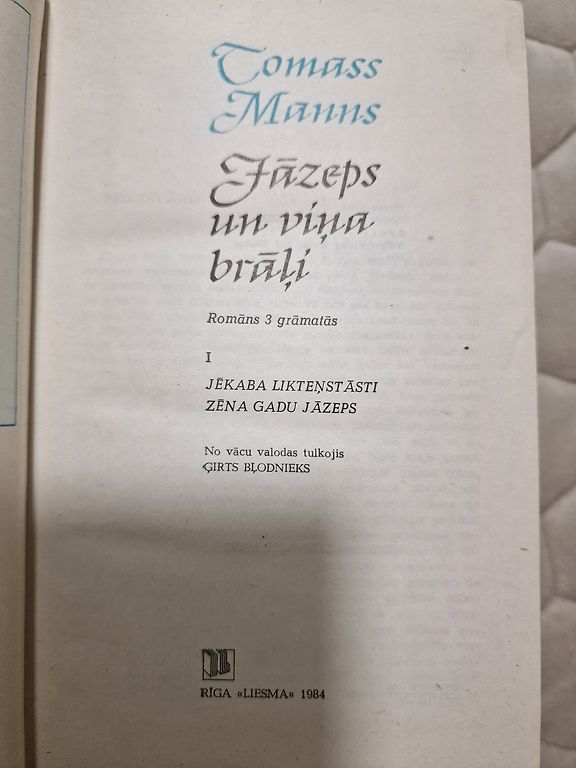 Tomass
Manns
Jāzeps
un viņa
brāļi
Romāns 3 grāmatās
I
JĒKABA LIKTEŅSTĀSTI
ZĒNA GADU JĀZEPS
No vācu valodas tulkojis
ĢIRTS BĻODNIEKS
RĪGA «LIESMA» 1984